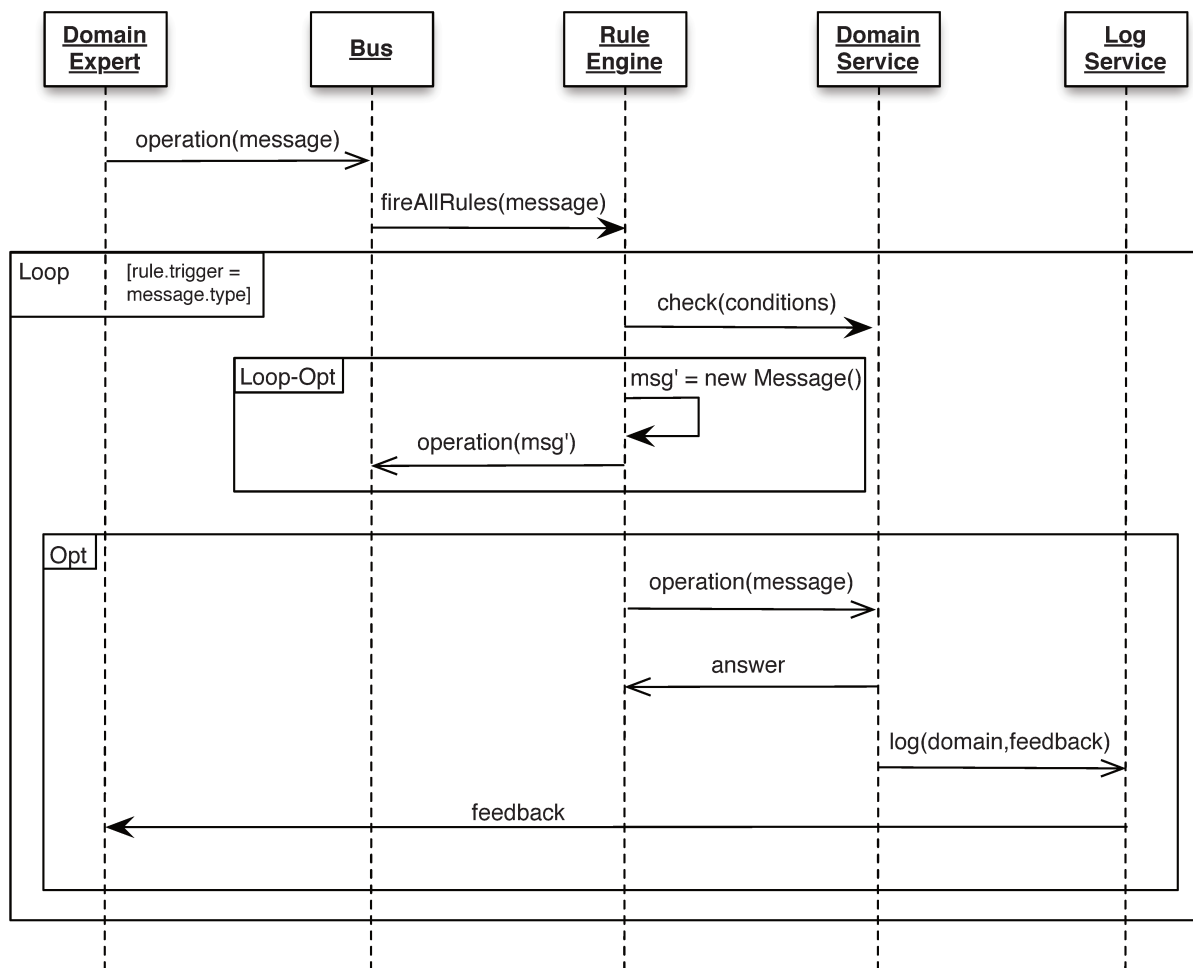 Domain
Expert
Bus
Rule
Engine
Domain
Service
Log
Service
operation(message)
fireAllRules(message)
Loop
[rule.trigger =
message.type]
check(conditions)
Loop-Opt
msg' = new Message()
operation(msg')
Opt
operation(message)
answer
log(domain,feedback)
feedback